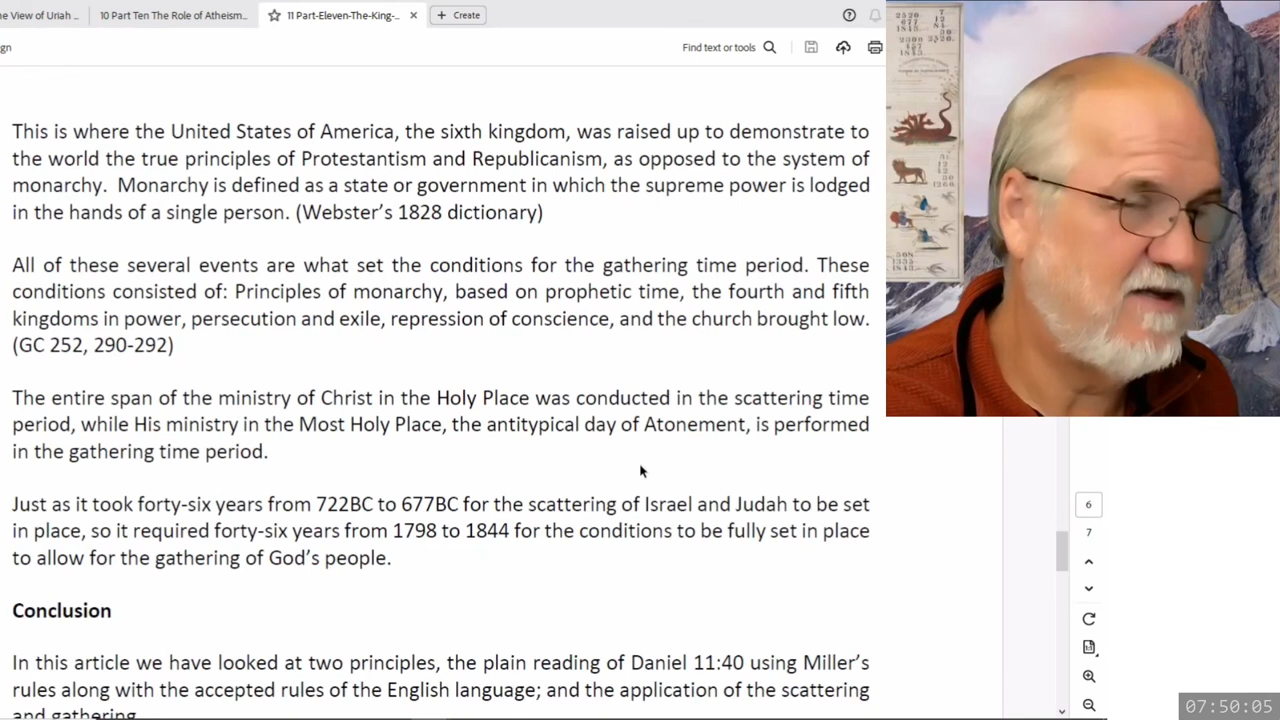 ne View of Uriah ...
10 Part Ten The Role of Atheism...
11 Part-Eleven-The-King-...
Create
gn
Find text or tools
This is where the United States of America, the sixth kingdom, was raised up to demonstrate to
the world the true principles of Protestantism and Republicanism, as opposed to the system of
monarchy. Monarchy is defined as a state or government in which the supreme power is lodged
in the hands of a single person. (Webster's 1828 dictionary)
All of these several events are what set the conditions for the gathering time period. These
conditions consisted of: Principles of monarchy, based on prophetic time, the fourth and fifth
kingdoms in power, persecution and exile, repression of conscience, and the church brought low.
(GC 252, 290-292)
The entire span of the ministry of Christ in the Holy Place was conducted in the scattering time
period, while His ministry in the Most Holy Place, the antitypical day of Atonement, is performed
in the gathering time period.
Just as it took forty-six years from 722BC to 677BC for the scattering of Israel and Judah to be set
in place, so it required forty-six years from 1798 to 1844 for the conditions to be fully set in place
to allow for the gathering of God's people.
Conclusion
In this article we have looked at two principles, the plain reading of Daniel 11:40 using Miller's
rules along with the accepted rules of the English language; and the application of the scattering
and gathering.
2520
677
1843
2300
457
1843
6
7
07:50:05